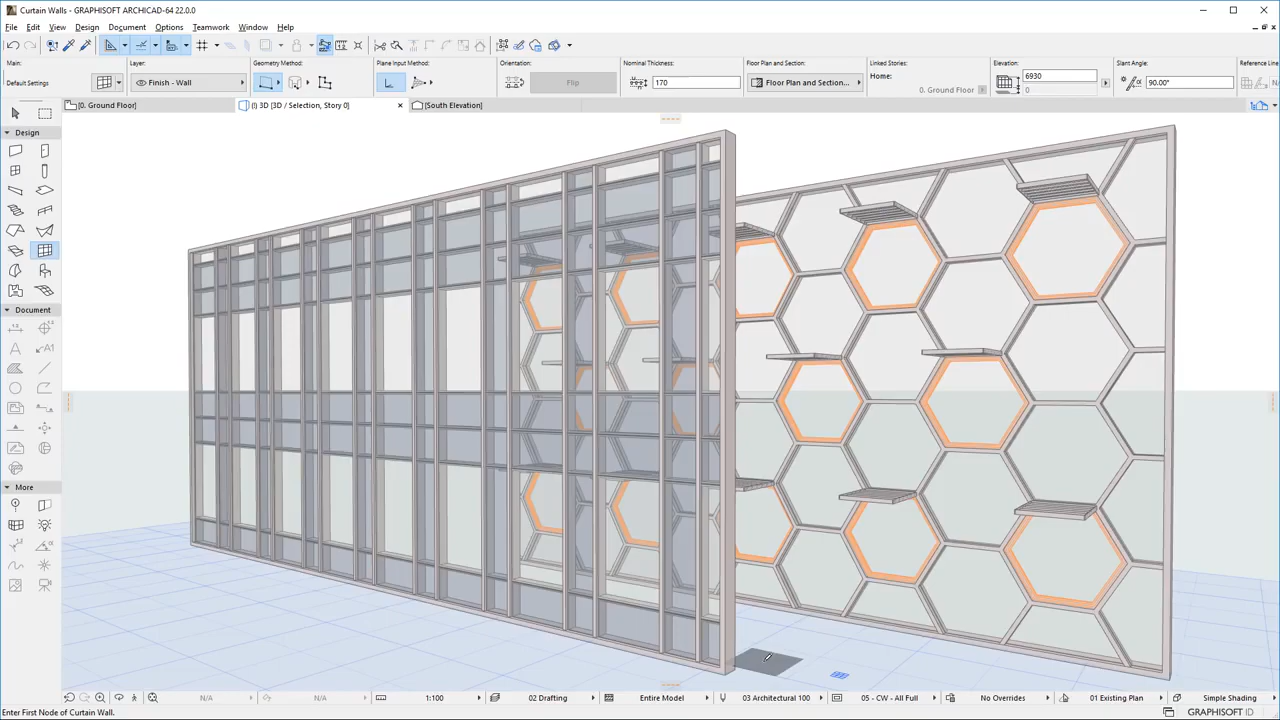 Curtain Walls - GRAPHISOFT ARCHICAD-64 22.0.0
File Edit View Design Document Options Teamwork Window Help
Main: Layer: Geometry Method: Plane Input Method: Orientation: Nominal Thickness: Floor Plan and Section: Linked Stories: Elevation: Slant Angle: Reference Line
Default Settings Finish - Wall Flip 170 Floor Plan and Section... Home: 6930 90.00°
0. Ground Floor 0
[0. Ground Floor] (!) 3D [3D / Selection, Story 0] [South Elevation]
Design
Document
A1
More
N/A N/A 1:100 02 Drafting Entire Model 03 Architectural 100 05 - CW - All Full No Overrides 01 Existing Plan Simple Shading
Enter First Node of Curtain Wall. GRAPHISOFT ID